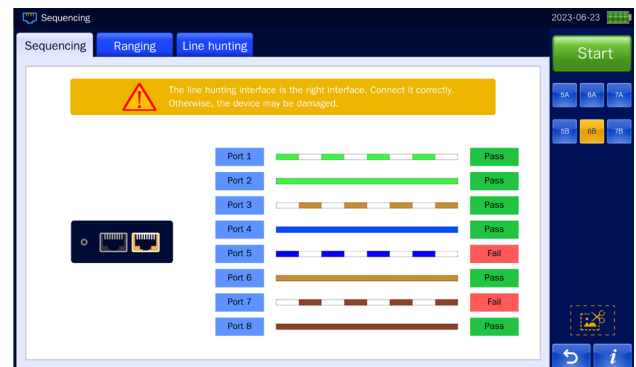 Sequencing
2023-06-23
Sequencing Ranging Line hunting
Start
The line hunting interface is the right interface. Connect it correctly.
Otherwise, the device may be damaged.
5A 6A 7A
5B 6B 7B
Port 1 Pass
Port 2 Pass
Port 3 Pass
Port 4 Pass
Port 5 Fail
Port 6 Pass
Port 7 Fail
Port 8 Pass
i